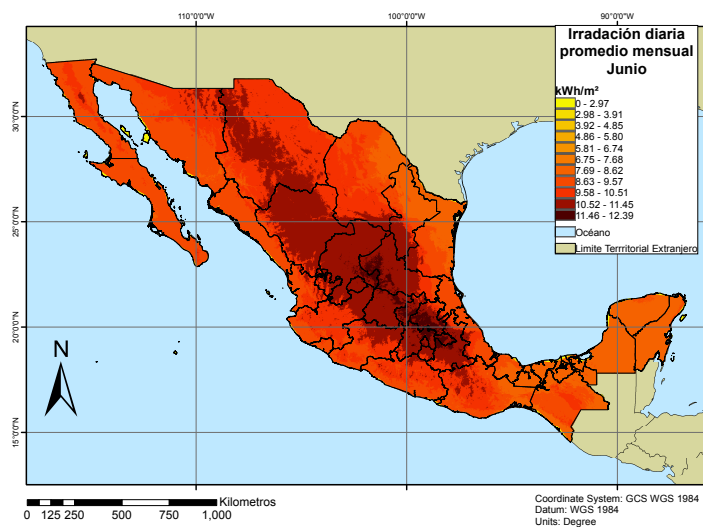 110°0'0"W
100°0'0"W
90°0'0"W
Irradación diaria
promedio mensual
Junio
kWh/m²
0 - 2.97
2.98 - 3.91
3.92 - 4.85
4.86 - 5.80
5.81 - 6.74
6.75 - 7.68
7.69 - 8.62
8.63 - 9.57
9.58 - 10.51
10.52 - 11.45
11.46 - 12.39
Océano
Limite Terrritorial Extranjero
30°0'0"N
25°0'0"N
20°0'0"N
15°0'0"N
N
Kilometros
0 125 250 500 750 1,000
Coordinate System: GCS WGS 1984
Datum: WGS 1984
Units: Degree